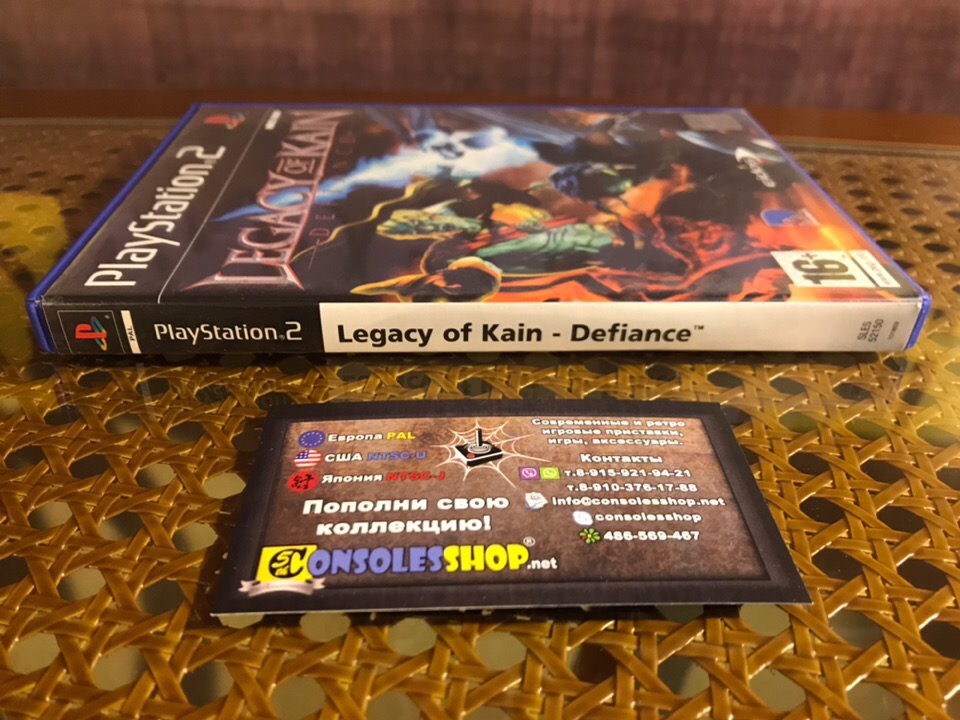 PlayStation 2
LEGACY OF KAIN
16+
PAL
PlayStation 2
Legacy of Kain - Defiance™
SLES
52150
Европа PAL
США NTSC-U
Япония NTSC-J
Пополни свою
коллекцию!
CONSOLESSHOP®.net
Современные и ретро
игровые приставки,
игры, аксессуары.
Контакты
т.8-915-921-94-21
т.8-910-376-17-88
info@consolesshop.net
consolesshop
486-569-467